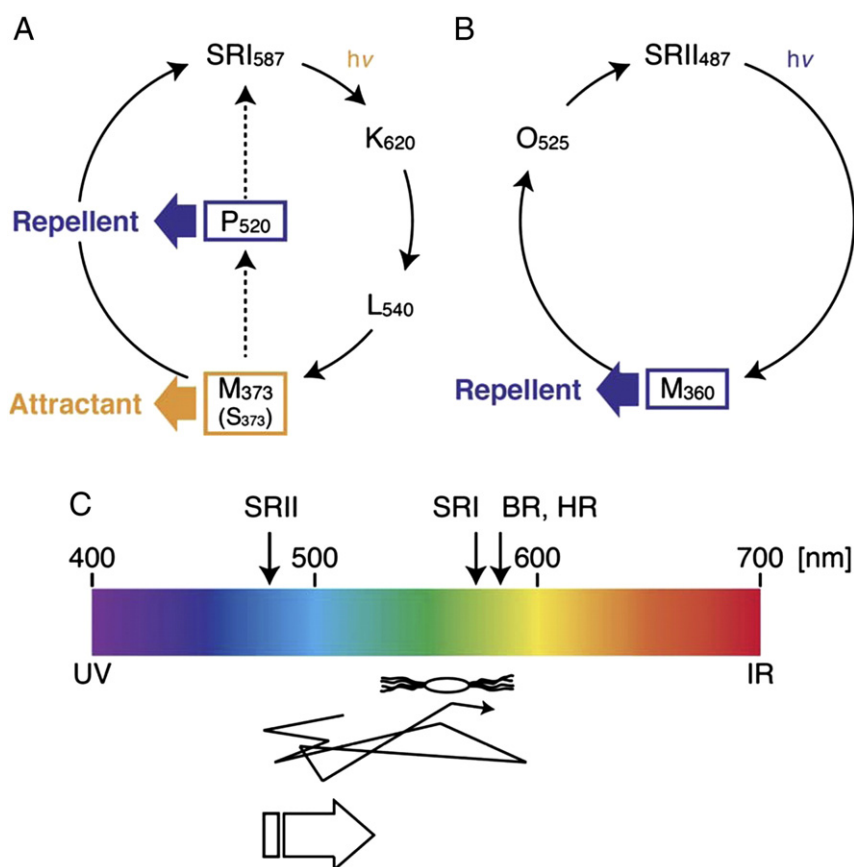 A
SRI587 hν
K620
L540
M373
(S373)
Attractant
P520
Repellent
B
SRII487 hν
O525
M360
Repellent
C
SRII SRI BR, HR
400 500 600 700 [nm]
UV IR